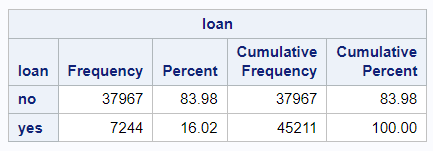 loan
loan Frequency Percent Cumulative Frequency Cumulative Percent
no 37967 83.98 37967 83.98
yes 7244 16.02 45211 100.00